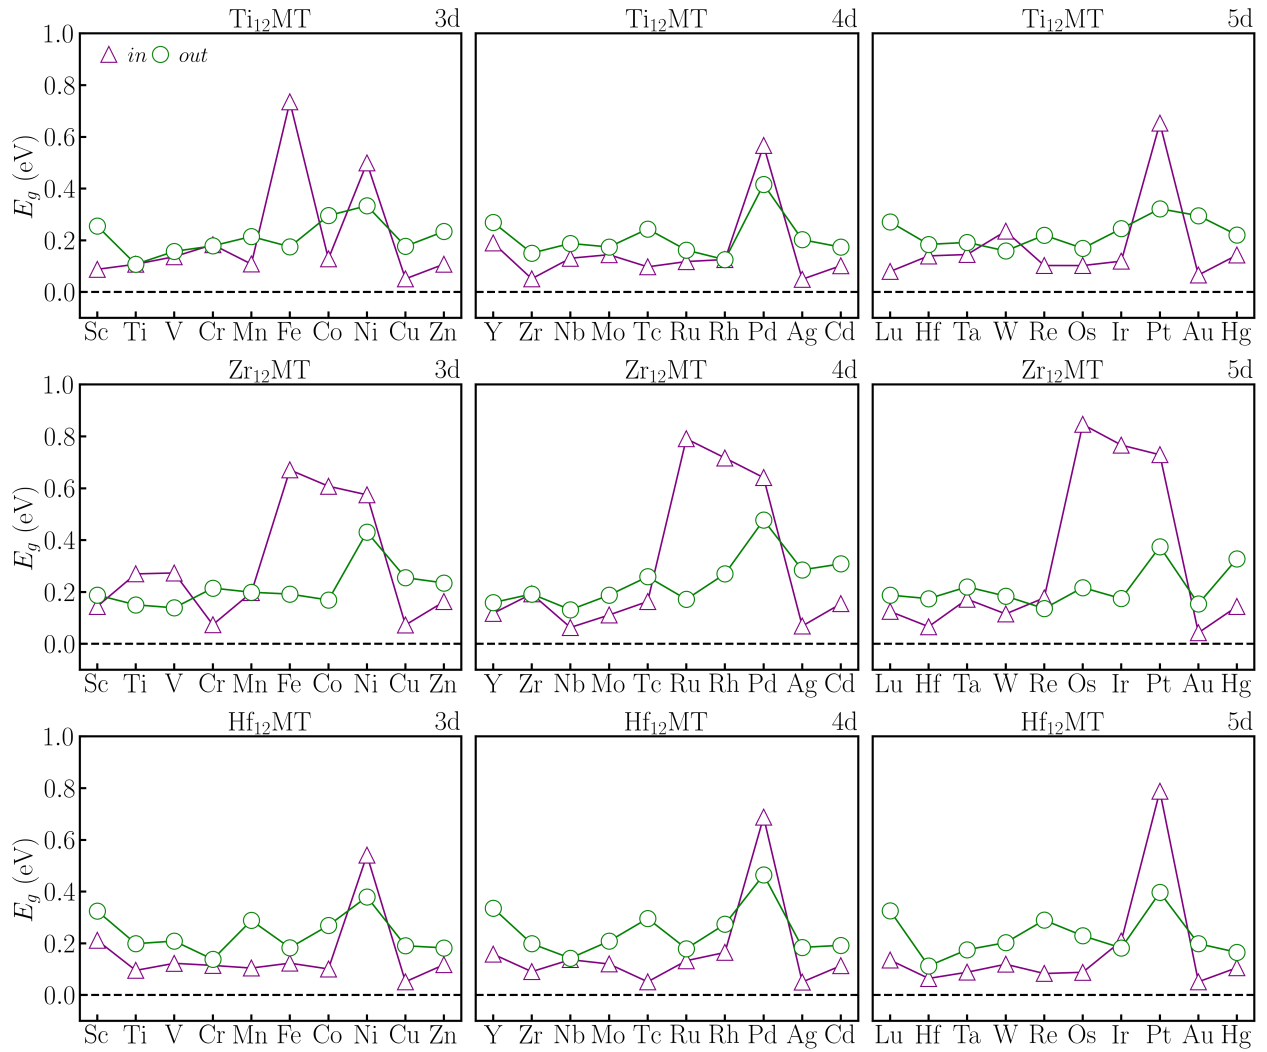 Ti₁₂MT 3d Ti₁₂MT 4d Ti₁₂MT 5d
in out
E_g (eV)
1.0
0.8
0.6
0.4
0.2
0.0
Sc Ti V Cr Mn Fe Co Ni Cu Zn Y Zr Nb Mo Tc Ru Rh Pd Ag Cd Lu Hf Ta W Re Os Ir Pt Au Hg
Zr₁₂MT 3d Zr₁₂MT 4d Zr₁₂MT 5d
E_g (eV)
1.0
0.8
0.6
0.4
0.2
0.0
Sc Ti V Cr Mn Fe Co Ni Cu Zn Y Zr Nb Mo Tc Ru Rh Pd Ag Cd Lu Hf Ta W Re Os Ir Pt Au Hg
Hf₁₂MT 3d Hf₁₂MT 4d Hf₁₂MT 5d
E_g (eV)
1.0
0.8
0.6
0.4
0.2
0.0
Sc Ti V Cr Mn Fe Co Ni Cu Zn Y Zr Nb Mo Tc Ru Rh Pd Ag Cd Lu Hf Ta W Re Os Ir Pt Au Hg